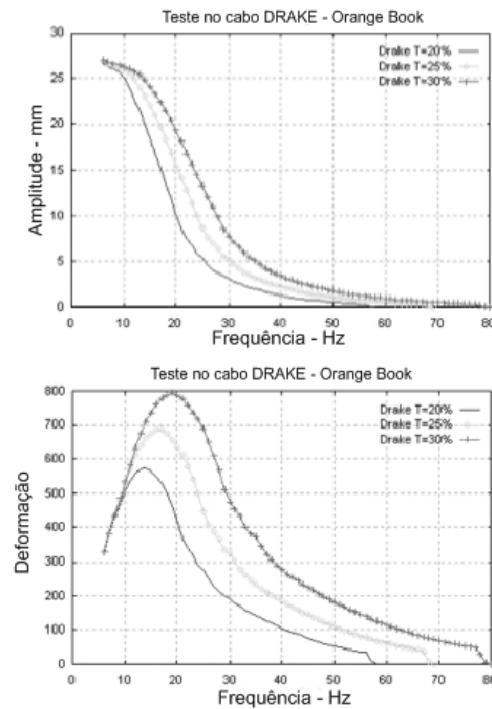 Teste no cabo DRAKE - Orange Book
Drake T=20%
Drake T=25%
Drake T=30%
Amplitude - mm
30
25
20
15
10
5
0
0 10 20 30 40 50 60 70 80
Frequência - Hz
Teste no cabo DRAKE - Orange Book
Drake T=20%
Drake T=25%
Drake T=30%
Deformação
800
700
600
500
400
300
200
100
0
0 10 20 30 40 50 60 70 80
Frequência - Hz